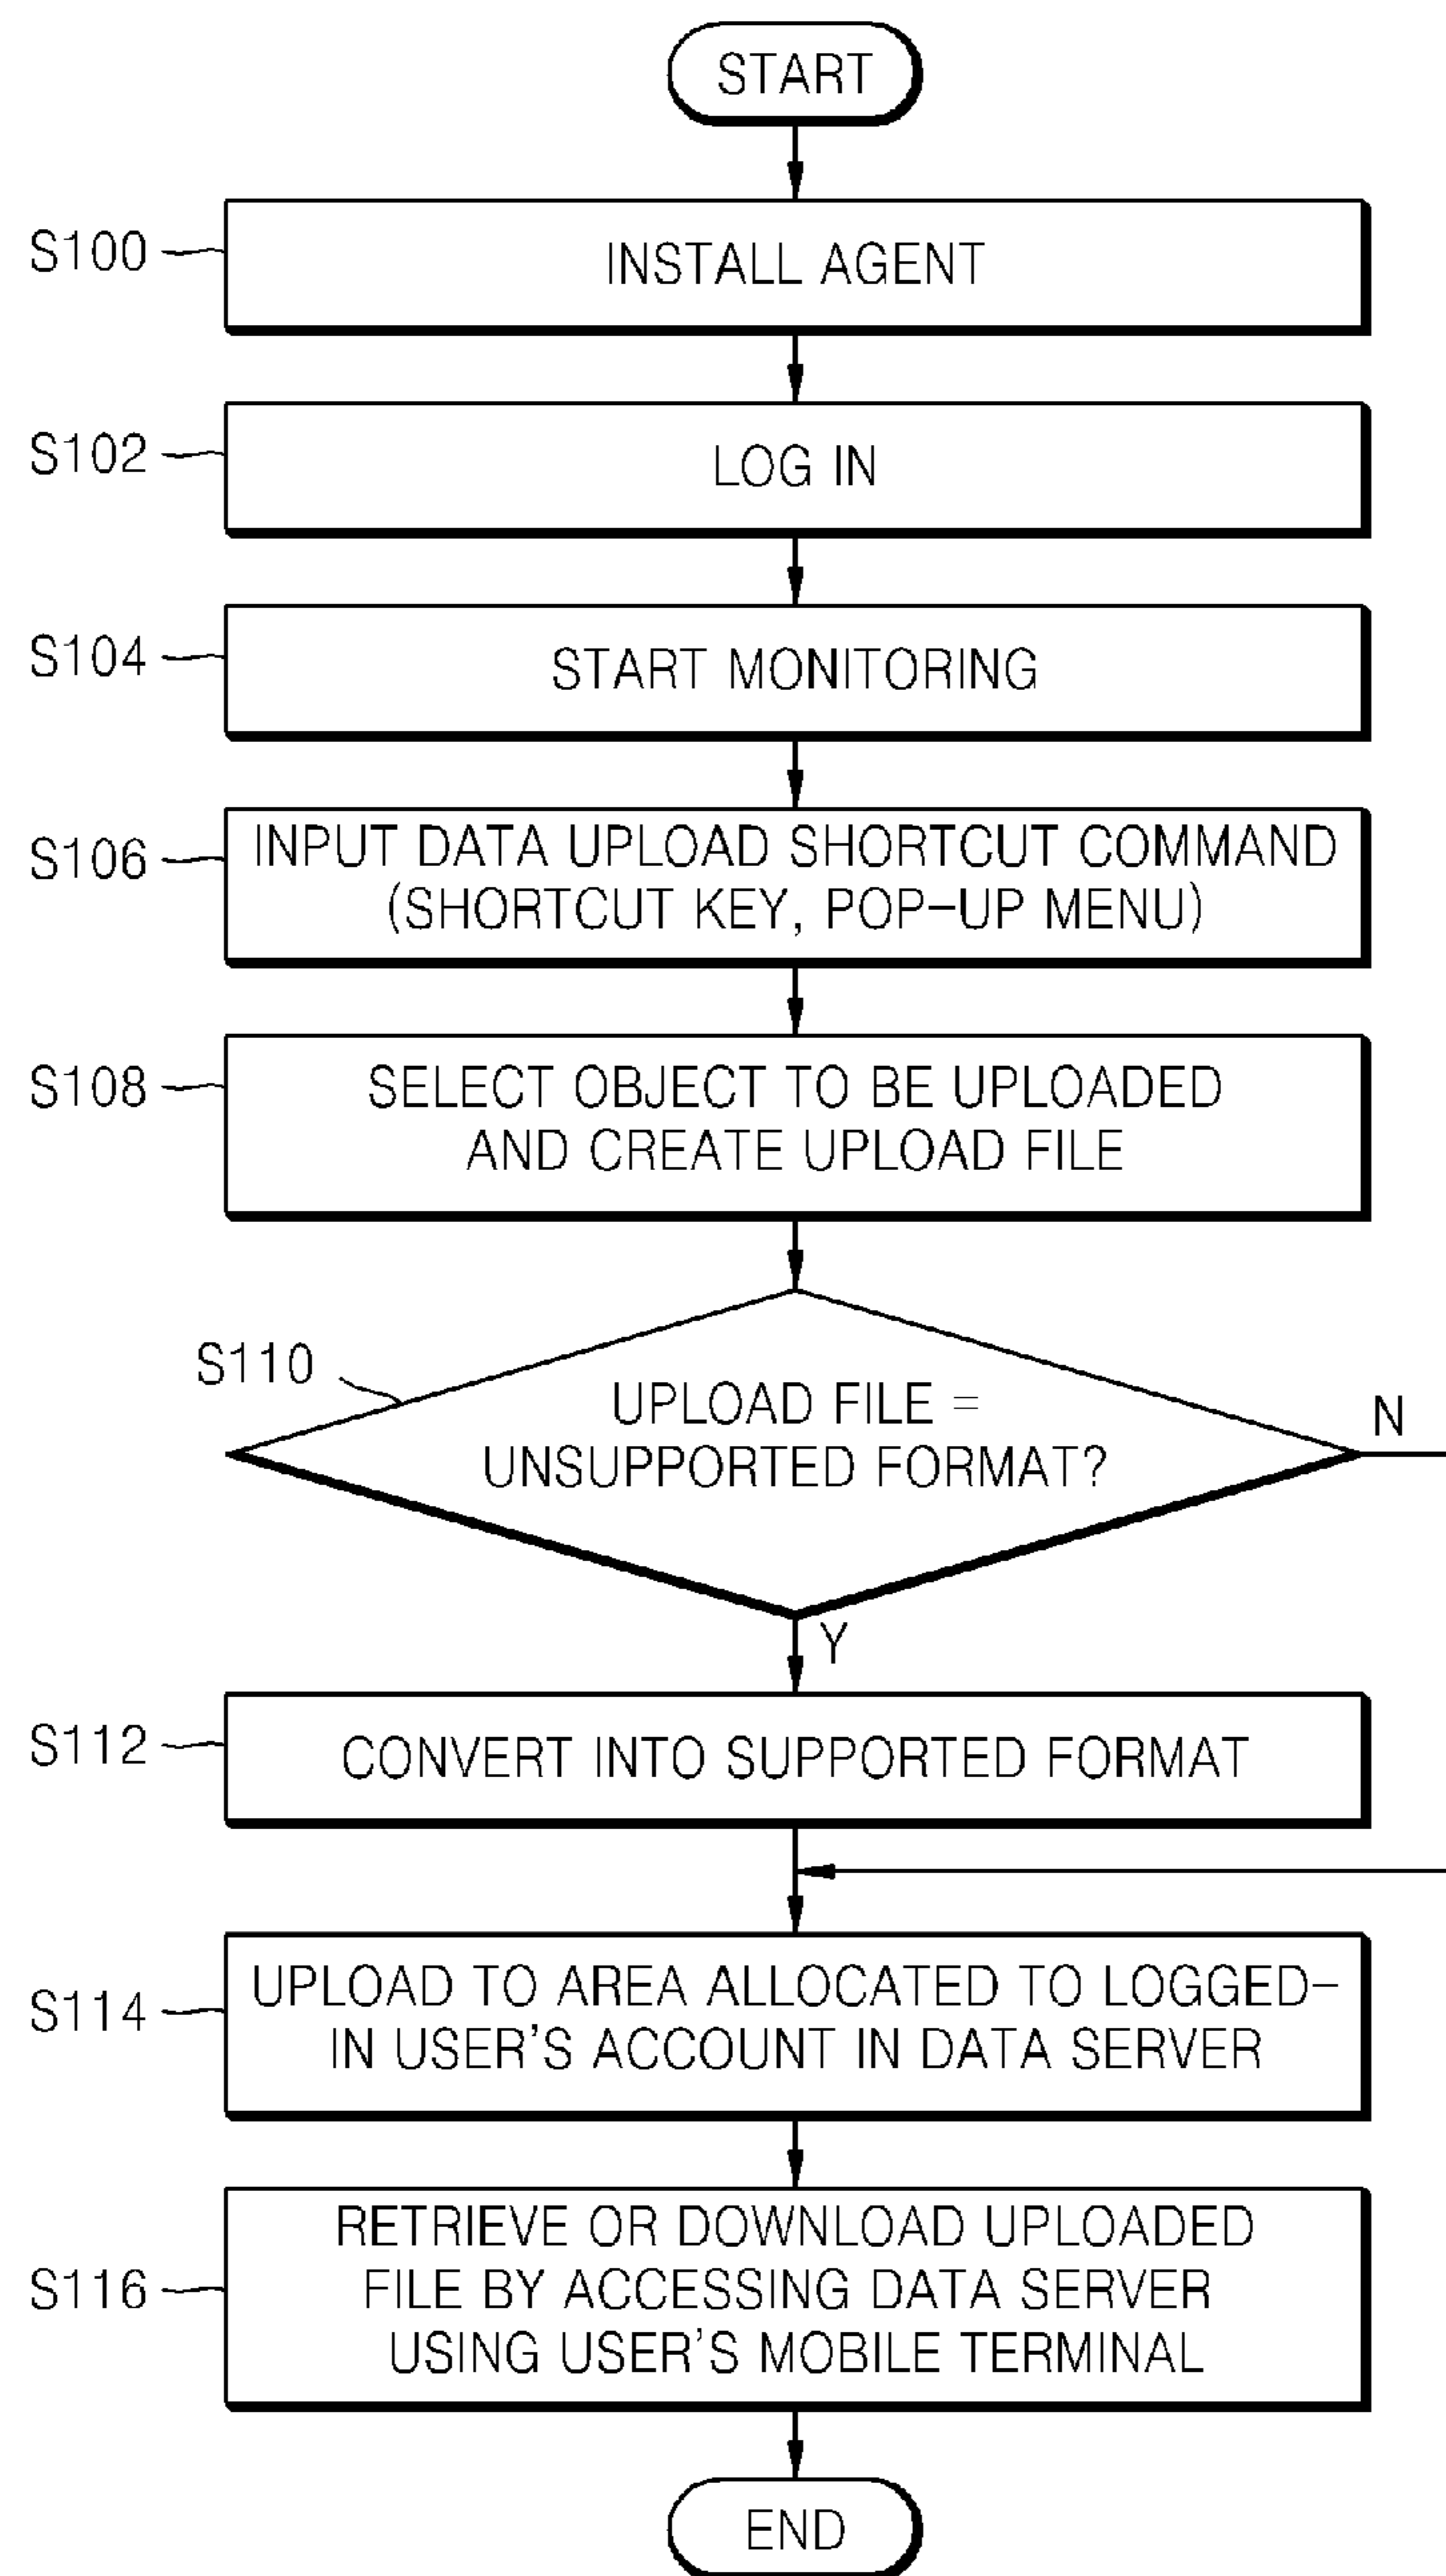 START
S100
INSTALL AGENT
S102
LOG IN
S104
START MONITORING
S106
INPUT DATA UPLOAD SHORTCUT COMMAND
(SHORTCUT KEY, POP-UP MENU)
S108
SELECT OBJECT TO BE UPLOADED
AND CREATE UPLOAD FILE
S110
UPLOAD FILE =
UNSUPPORTED FORMAT?
N
Y
S112
CONVERT INTO SUPPORTED FORMAT
S114
UPLOAD TO AREA ALLOCATED TO LOGGED-
IN USER'S ACCOUNT IN DATA SERVER
S116
RETRIEVE OR DOWNLOAD UPLOADED
FILE BY ACCESSING DATA SERVER
USING USER'S MOBILE TERMINAL
END